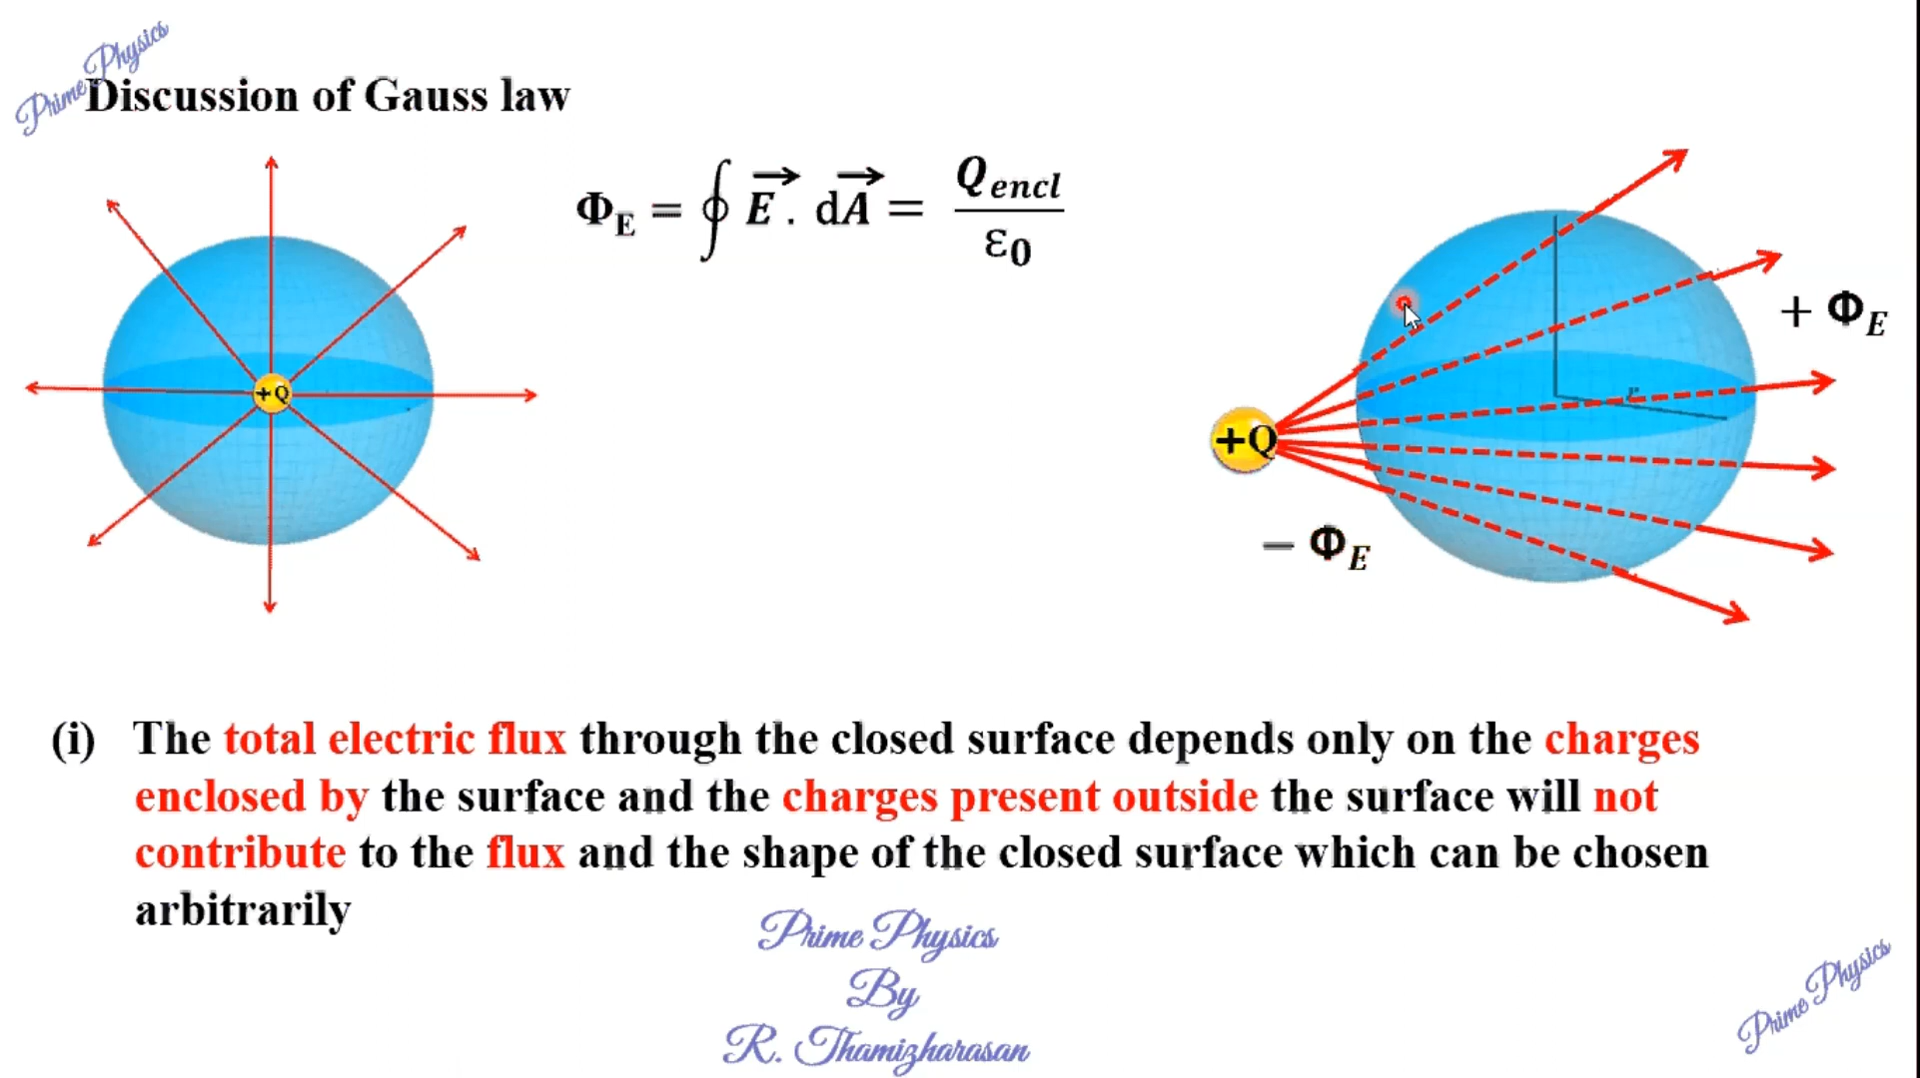 Prime Physics
Discussion of Gauss law
Φ_E = ∮ E⃗ . dA⃗ = Q_encl / ε₀
+Q
+Q
r
+ Φ_E
− Φ_E
(i) The total electric flux through the closed surface depends only on the charges
enclosed by the surface and the charges present outside the surface will not
contribute to the flux and the shape of the closed surface which can be chosen
arbitrarily
Prime Physics
By
R. Thamizharasan
Prime Physics